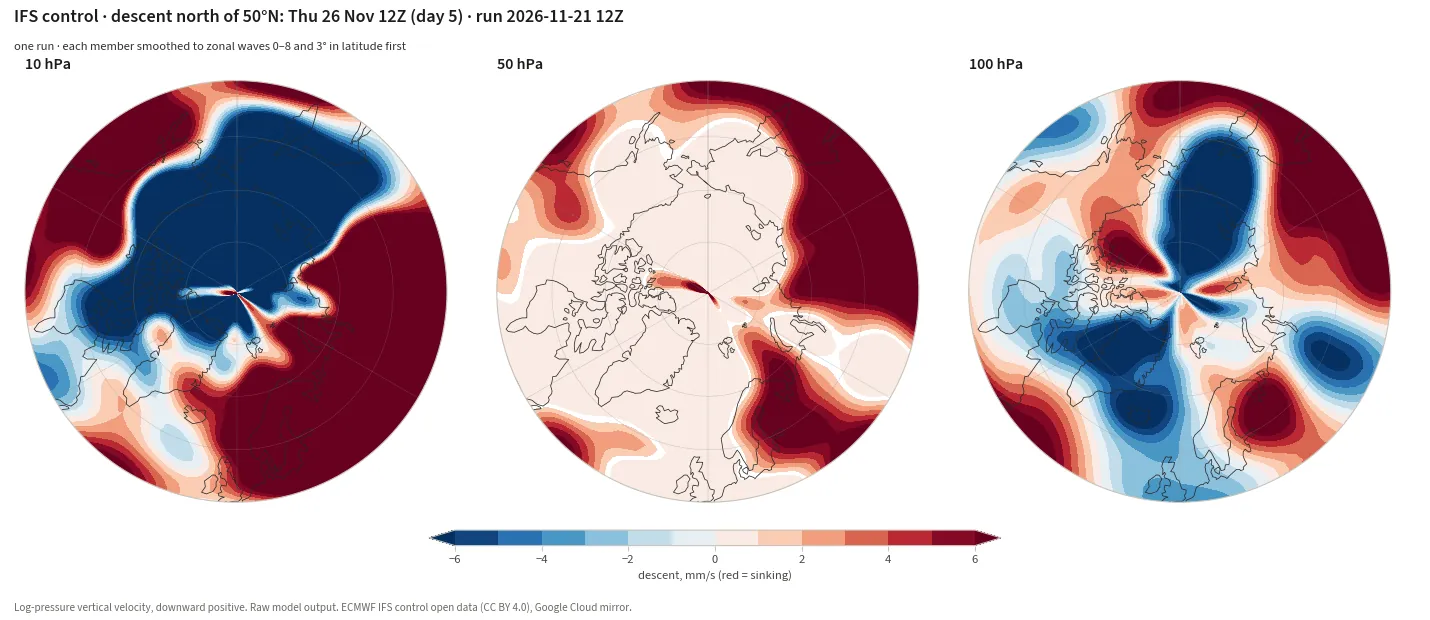 IFS control · descent north of 50°N: Thu 26 Nov 12Z (day 5) · run 2026-11-21 12Z
one run · each member smoothed to zonal waves 0–8 and 3° in latitude first
10 hPa
50 hPa
100 hPa
−6 −4 −2 0 2 4 6
descent, mm/s (red = sinking)
Log-pressure vertical velocity, downward positive. Raw model output. ECMWF IFS control open data (CC BY 4.0), Google Cloud mirror.